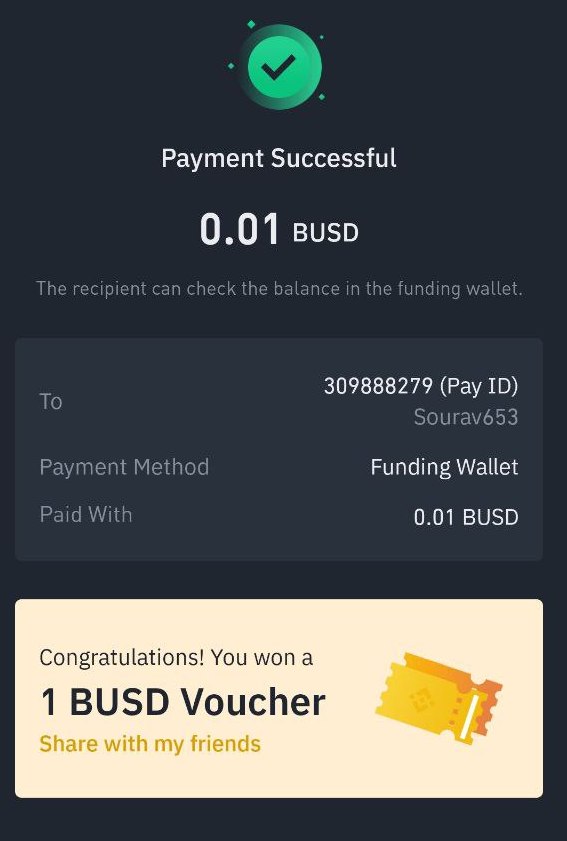 Payment Successful
0.01 BUSD
The recipient can check the balance in the funding wallet.
To
309888279 (Pay ID)
Sourav653
Payment Method Funding Wallet
Paid With 0.01 BUSD
Congratulations! You won a
1 BUSD Voucher
Share with my friends